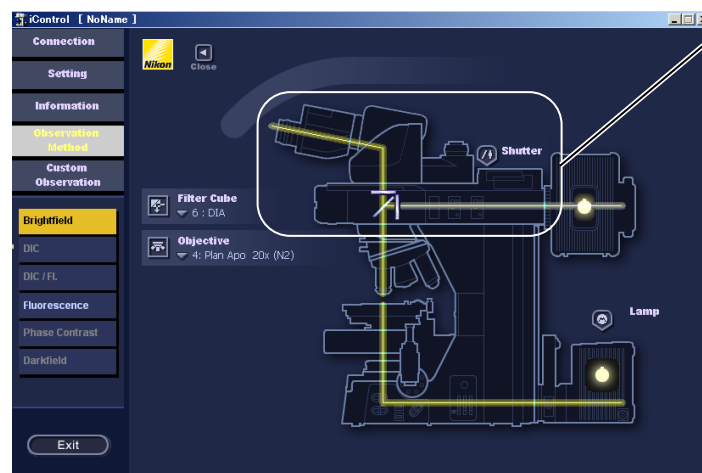 iControl [ NoName ]
Connection
Setting
Information
Observation
Method
Custom
Observation
Brightfield
DIC
DIC / FL
Fluorescence
Phase Contrast
Darkfield
Exit
Nikon
Close
Shutter
Filter Cube
6 : DIA
Objective
4: Plan Apo 20x (N2)
Lamp